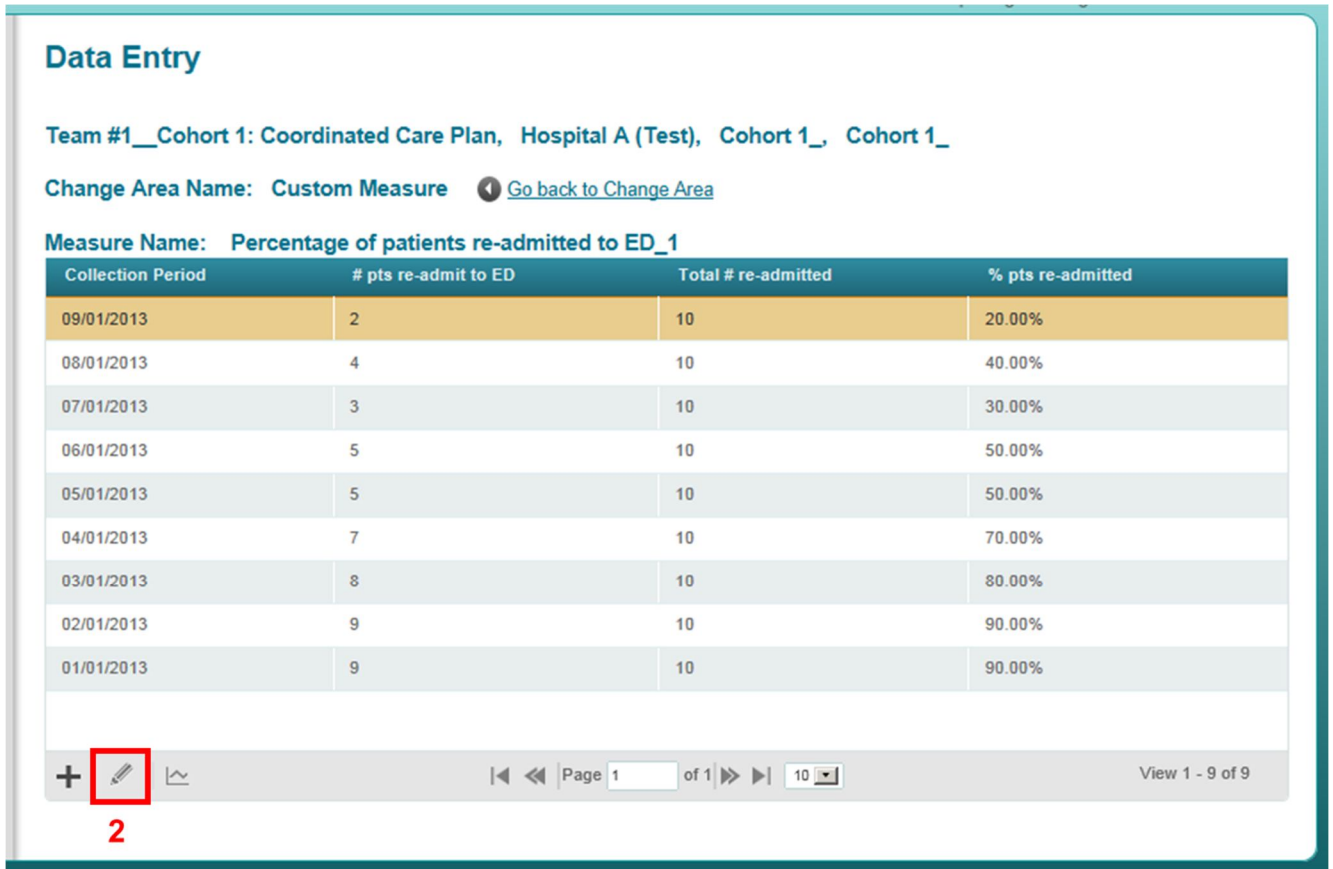 Data Entry
Team #1__Cohort 1: Coordinated Care Plan, Hospital A (Test), Cohort 1_, Cohort 1_
Change Area Name: Custom Measure Go back to Change Area
Measure Name: Percentage of patients re-admitted to ED_1
Collection Period # pts re-admit to ED Total # re-admitted % pts re-admitted
09/01/2013 2 10 20.00%
08/01/2013 4 10 40.00%
07/01/2013 3 10 30.00%
06/01/2013 5 10 50.00%
05/01/2013 5 10 50.00%
04/01/2013 7 10 70.00%
03/01/2013 8 10 80.00%
02/01/2013 9 10 90.00%
01/01/2013 9 10 90.00%
Page 1 of 1 10 View 1 - 9 of 9
2